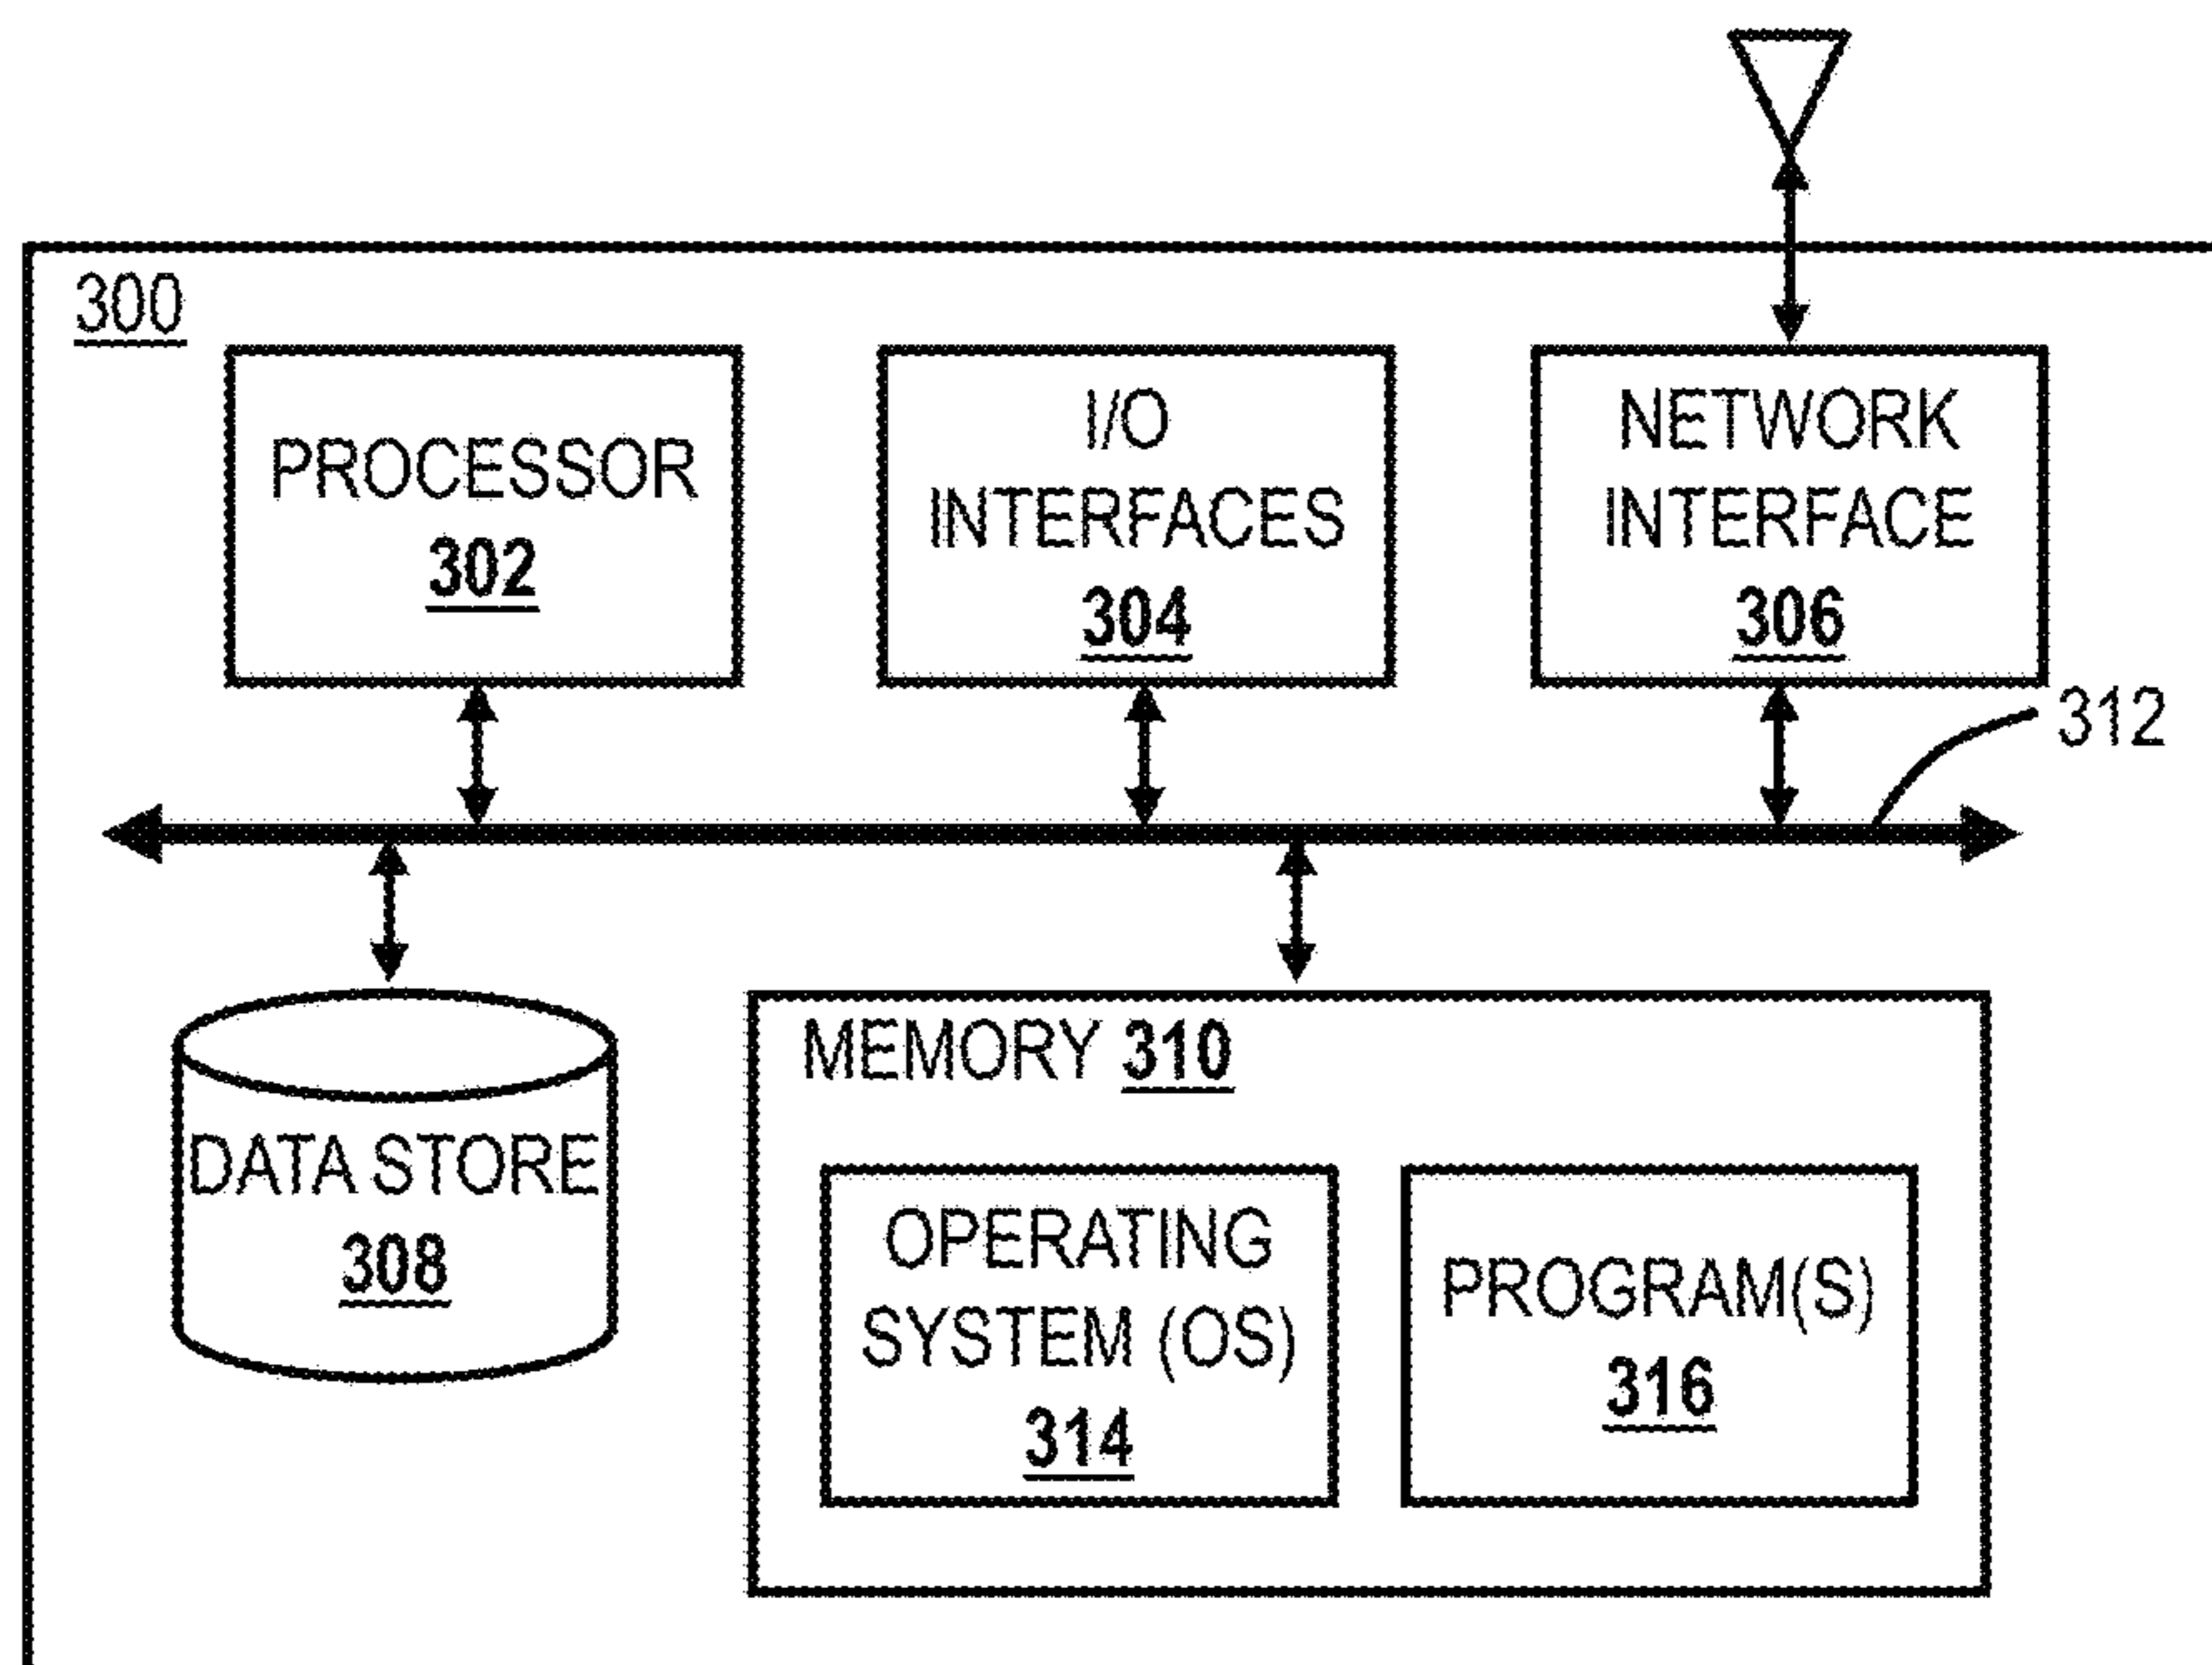 300
PROCESSOR
302
I/O
INTERFACES
304
NETWORK
INTERFACE
306
312
DATA STORE
308
MEMORY 310
OPERATING
SYSTEM (OS)
314
PROGRAM(S)
316